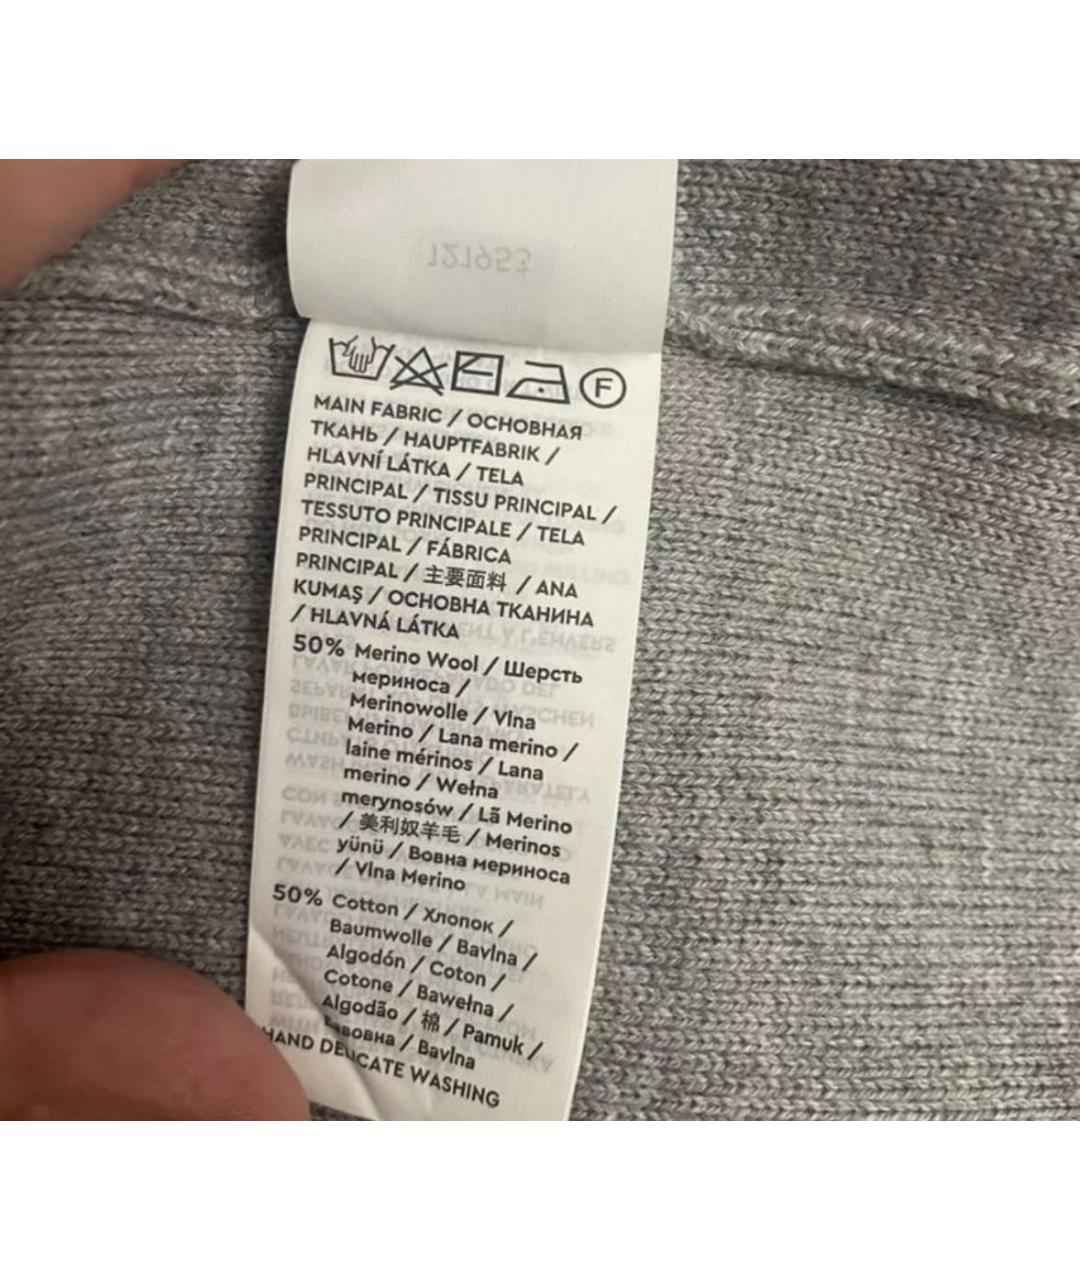 121953
F
MAIN FABRIC / ОСНОВНАЯ
ТКАНЬ / HAUPTFABRIK /
HLAVNÍ LÁTKA / TELA
PRINCIPAL / TISSU PRINCIPAL /
TESSUTO PRINCIPALE / TELA
PRINCIPAL / FÁBRICA
PRINCIPAL / 主要面料 / ANA
KUMAŞ / ОСНОВНА ТКАНИНА
/ HLAVNÁ LÁTKA
50% Merino Wool / Шерсть
мериноса /
Merinowolle / Vlna
Merino / Lana merino /
laine mérinos / Lana
merino / Wełna
merynosów / Lã Merino
/ 美利奴羊毛 / Merinos
yünü / Вовна мериноса
/ Vlna Merino
50% Cotton / Хлопок /
Baumwolle / Bavlna /
Algodón / Coton /
Cotone / Bawełna /
Algodão / 棉 / Pamuk /
Бавовна / Bavlna
HAND DELICATE WASHING